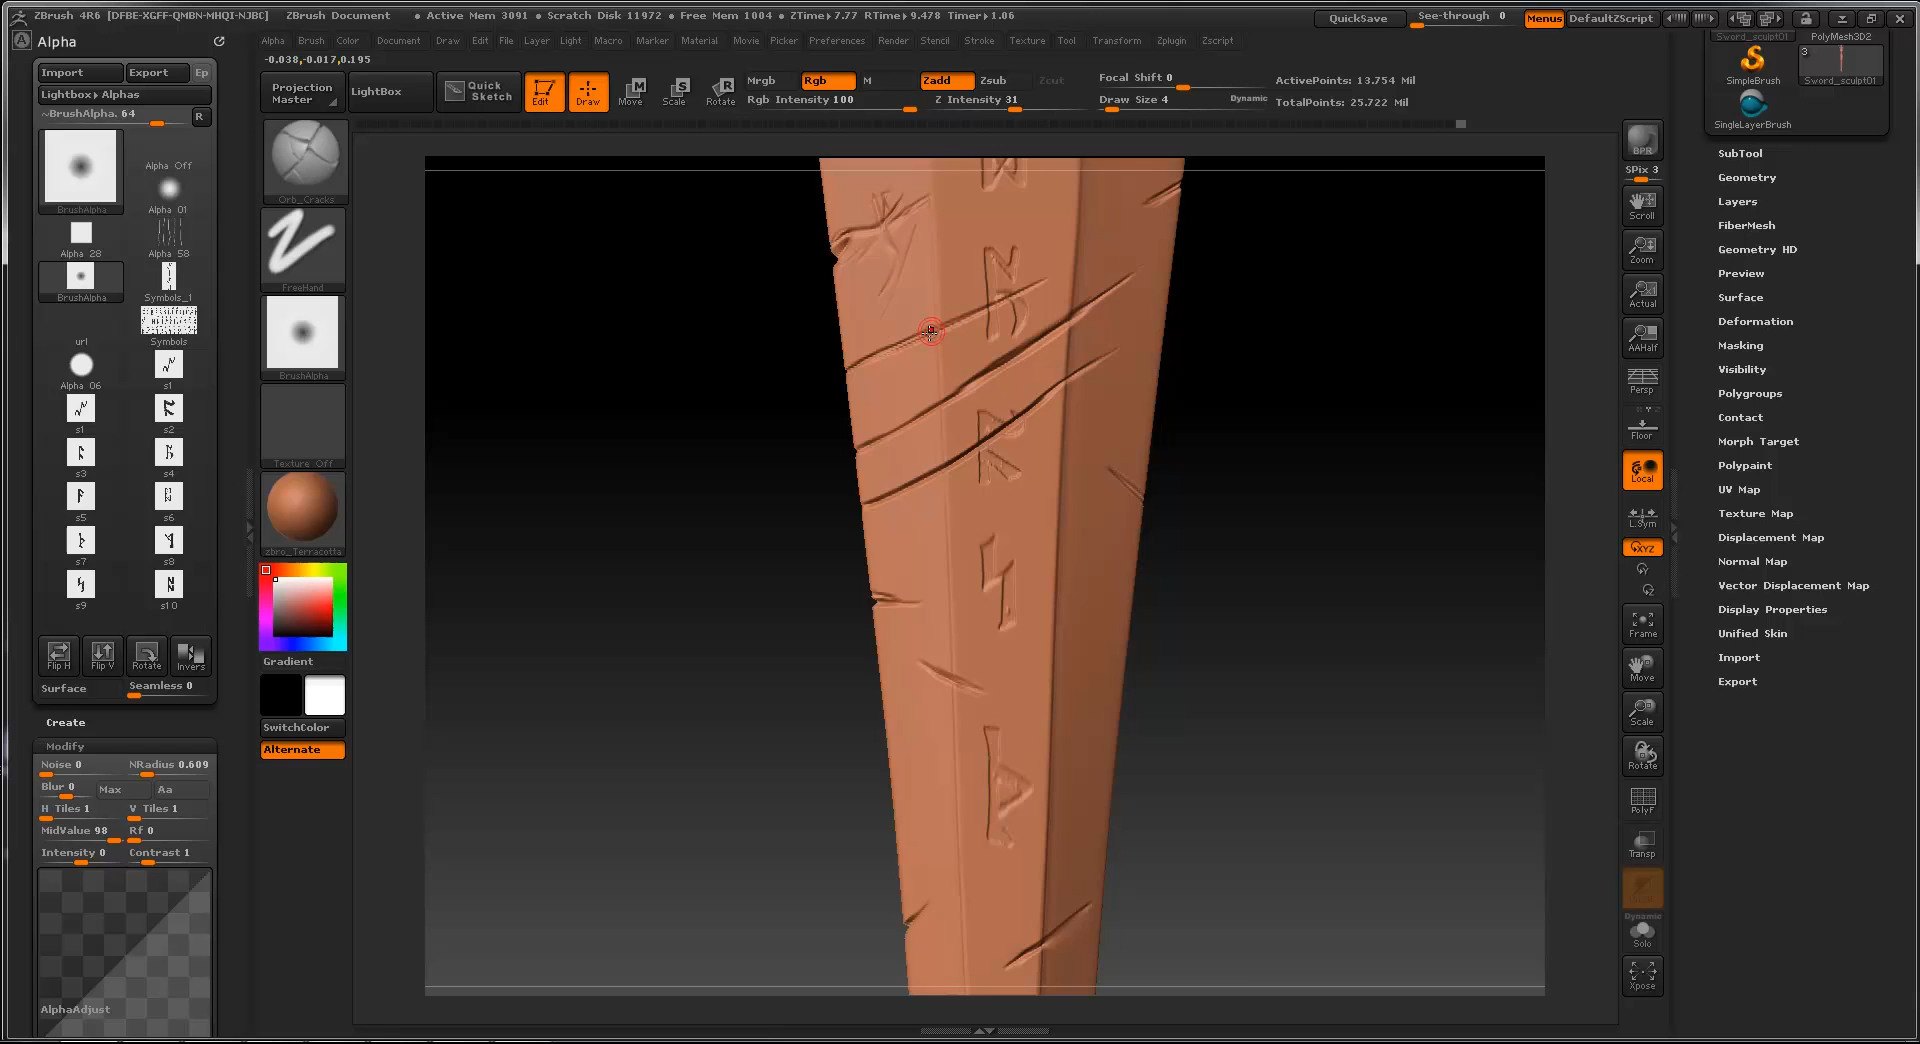 ZBrush 4R6 [DFBE-XGFF-QMBN-MHQI-NJBC] ZBrush Document • Active Mem 3091 • Scratch Disk 11972 • Free Mem 1004 • ZTime▸7.77 RTime▸9.478 Timer▸1.06 QuickSave See-through 0 Menus DefaultZScript
Alpha
Alpha Brush Color Document Draw Edit File Layer Light Macro Marker Material Movie Picker Preferences Render Stencil Stroke Texture Tool Transform Zplugin Zscript
-0.038,-0.017,0.195
Import Export Ep
Lightbox▸Alphas
~BrushAlpha. 64 R
BrushAlpha
Alpha Off
Alpha 01
Alpha 28 Alpha 58
BrushAlpha Symbols_1
url Symbols
Alpha 06 s1
s1 s2
s3 s4
s5 s6
s7 s8
s9 s10
Flip H Flip V Rotate Invers
Surface Seamless 0
Create
Modify
Noise 0 NRadius 0.609
Blur 0 Max Aa
H Tiles 1 V Tiles 1
MidValue 98 Rf 0
Intensity 0 Contrast 1
AlphaAdjust
Projection Master
LightBox
Quick Sketch
Edit Draw Move Scale Rotate
Mrgb Rgb M Zadd Zsub Zcut
Rgb Intensity 100 Z Intensity 31
Focal Shift 0
Draw Size 4 Dynamic
ActivePoints: 13.754 Mil
TotalPoints: 25.722 Mil
Orb_Cracks
FreeHand
BrushAlpha
Texture Off
zbro_Terracotta
Gradient
SwitchColor
Alternate
BPR
SPix 3
Scroll
Zoom
Actual
AAHalf
Persp
Floor
Local
L.Sym
XYZ
Frame
Move
Scale
Rotate
PolyF
Transp
Dynamic
Solo
Xpose
Sword_sculpt01 PolyMesh3D2
3
SimpleBrush Sword_sculpt01
SingleLayerBrush
SubTool
Geometry
Layers
FiberMesh
Geometry HD
Preview
Surface
Deformation
Masking
Visibility
Polygroups
Contact
Morph Target
Polypaint
UV Map
Texture Map
Displacement Map
Normal Map
Vector Displacement Map
Display Properties
Unified Skin
Import
Export